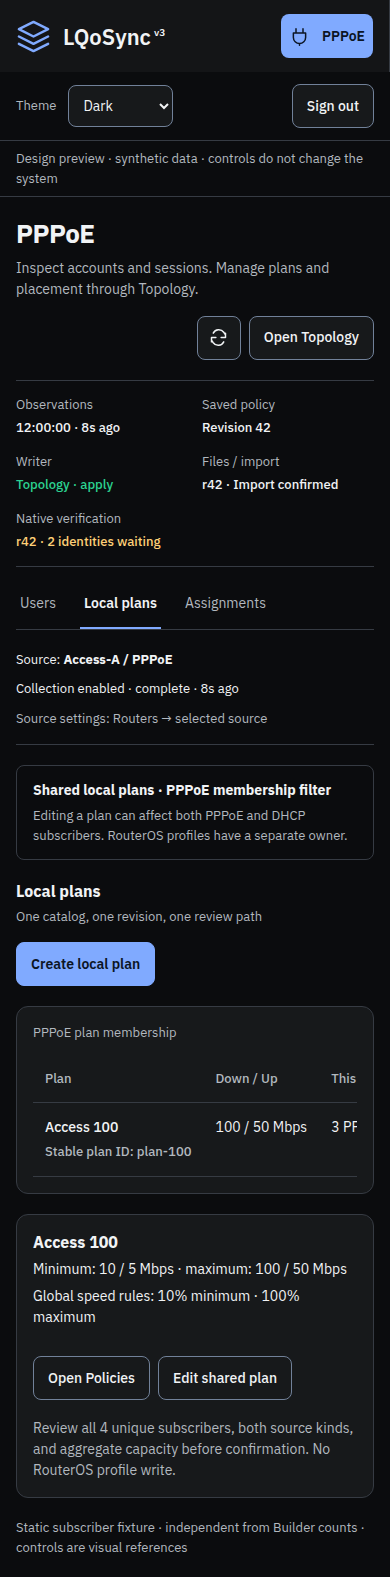 LQoSync v3
PPPoE
Theme
Dark
Sign out
Design preview · synthetic data · controls do not change the
system
PPPoE
Inspect accounts and sessions. Manage plans and
placement through Topology.
Open Topology
Observations
12:00:00 · 8s ago
Saved policy
Revision 42
Writer
Topology · apply
Files / import
r42 · Import confirmed
Native verification
r42 · 2 identities waiting
Users
Local plans
Assignments
Source: Access-A / PPPoE
Collection enabled · complete · 8s ago
Source settings: Routers → selected source
Shared local plans · PPPoE membership filter
Editing a plan can affect both PPPoE and DHCP
subscribers. RouterOS profiles have a separate owner.
Local plans
One catalog, one revision, one review path
Create local plan
PPPoE plan membership
Plan
Down / Up
This
Access 100
100 / 50 Mbps
3 PF
Stable plan ID: plan-100
Access 100
Minimum: 10 / 5 Mbps · maximum: 100 / 50 Mbps
Global speed rules: 10% minimum · 100%
maximum
Open Policies
Edit shared plan
Review all 4 unique subscribers, both source kinds,
and aggregate capacity before confirmation. No
RouterOS profile write.
Static subscriber fixture · independent from Builder counts ·
controls are visual references